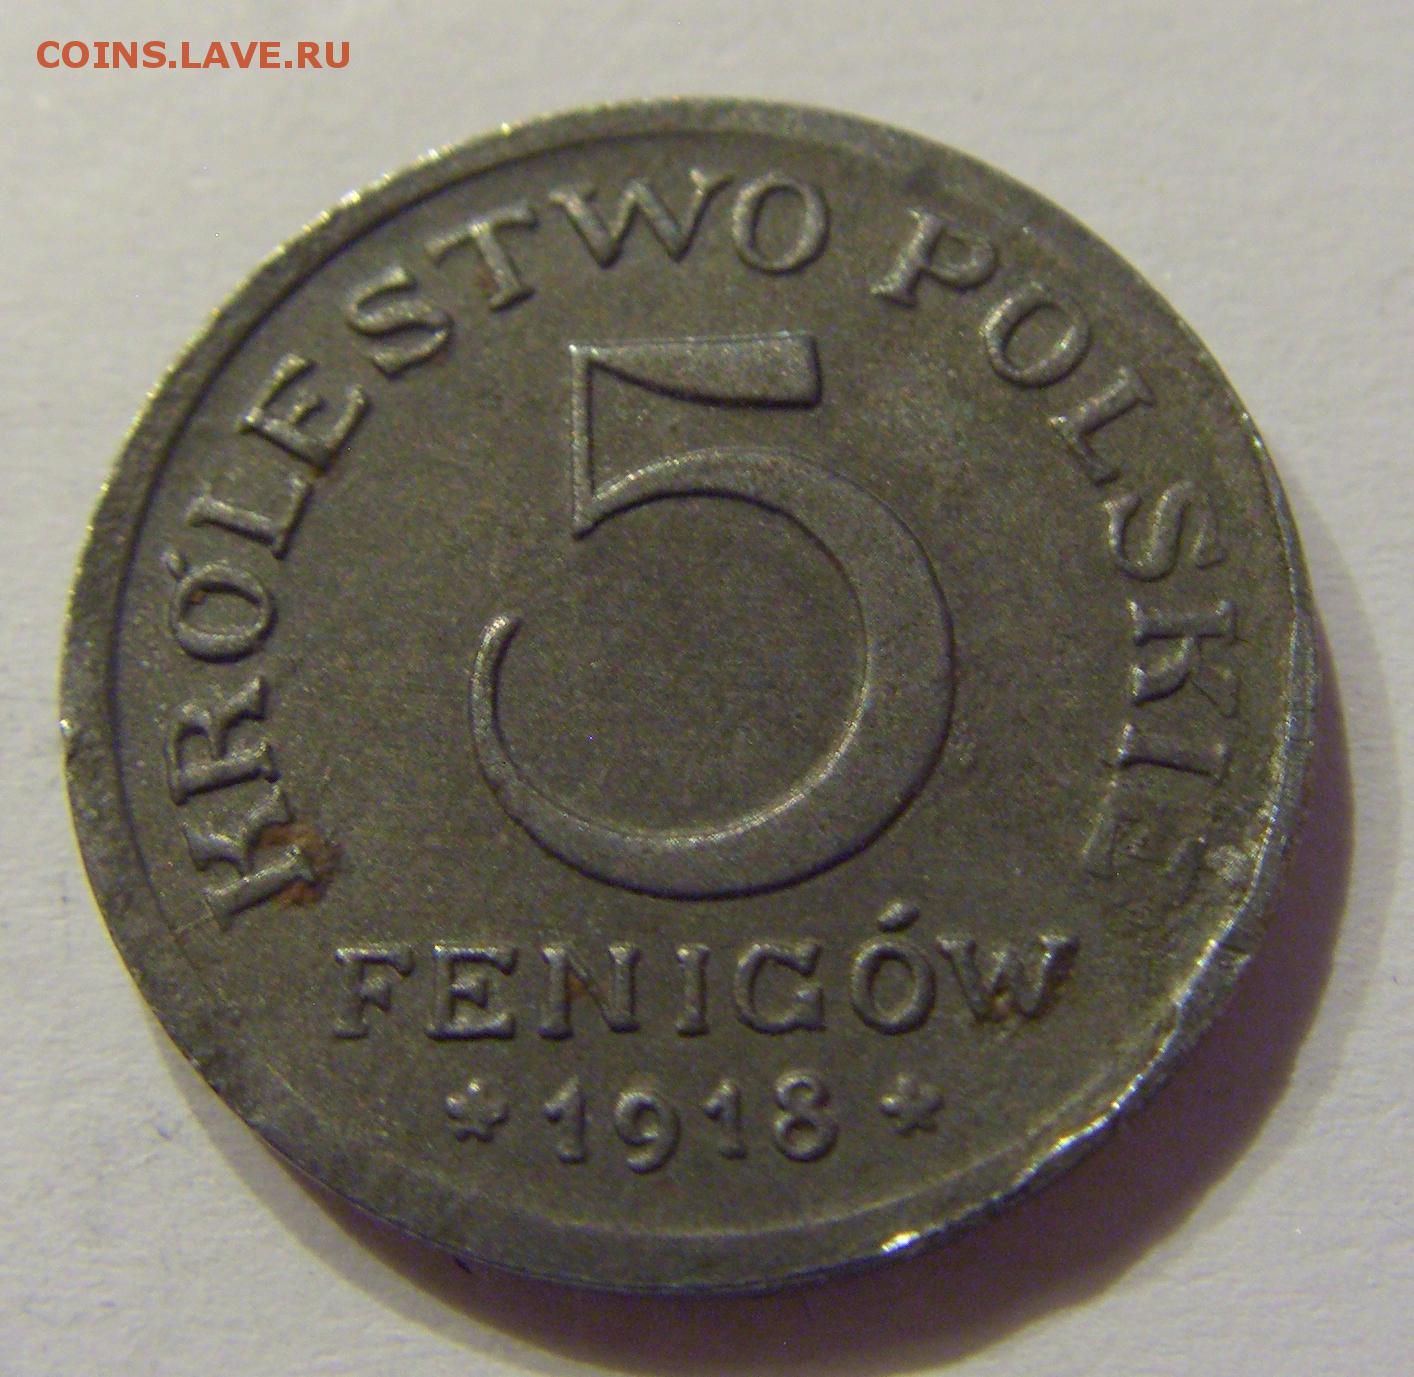 COINS.LAVE.RU
KRÓLESTWO POLSKIE
5
FENIGÓW
* 1918 *